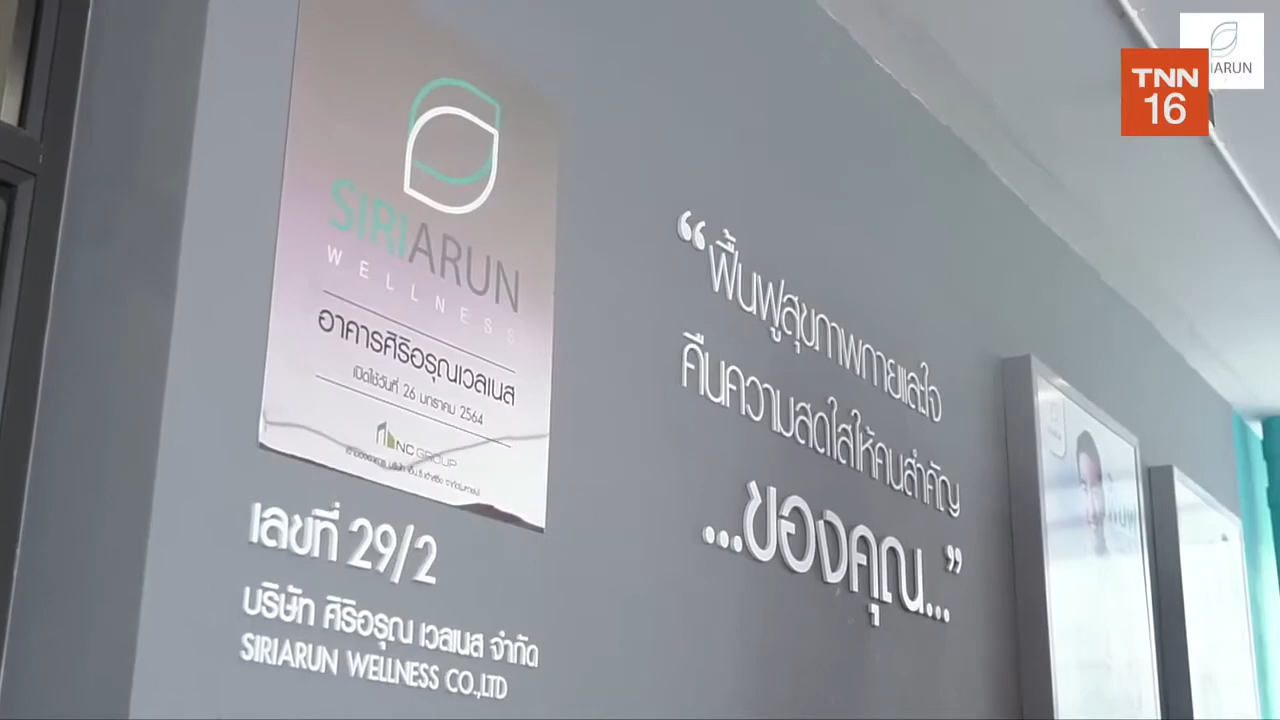 SIRIARUN
WELLNESS
อาคารศิริอรุณเวลเนส
เปิดใช้วันที่ 26 มกราคม 2564
NC GROUP
เลขที่ 29/2
บริษัท ศิริอรุณ เวลเนส จำกัด
SIRIARUN WELLNESS CO.,LTD
“ฟื้นฟูสุขภาพกายและใจ
คืนความสดใสให้คนสำคัญ
...ของคุณ...”
TNN
16
ARUN